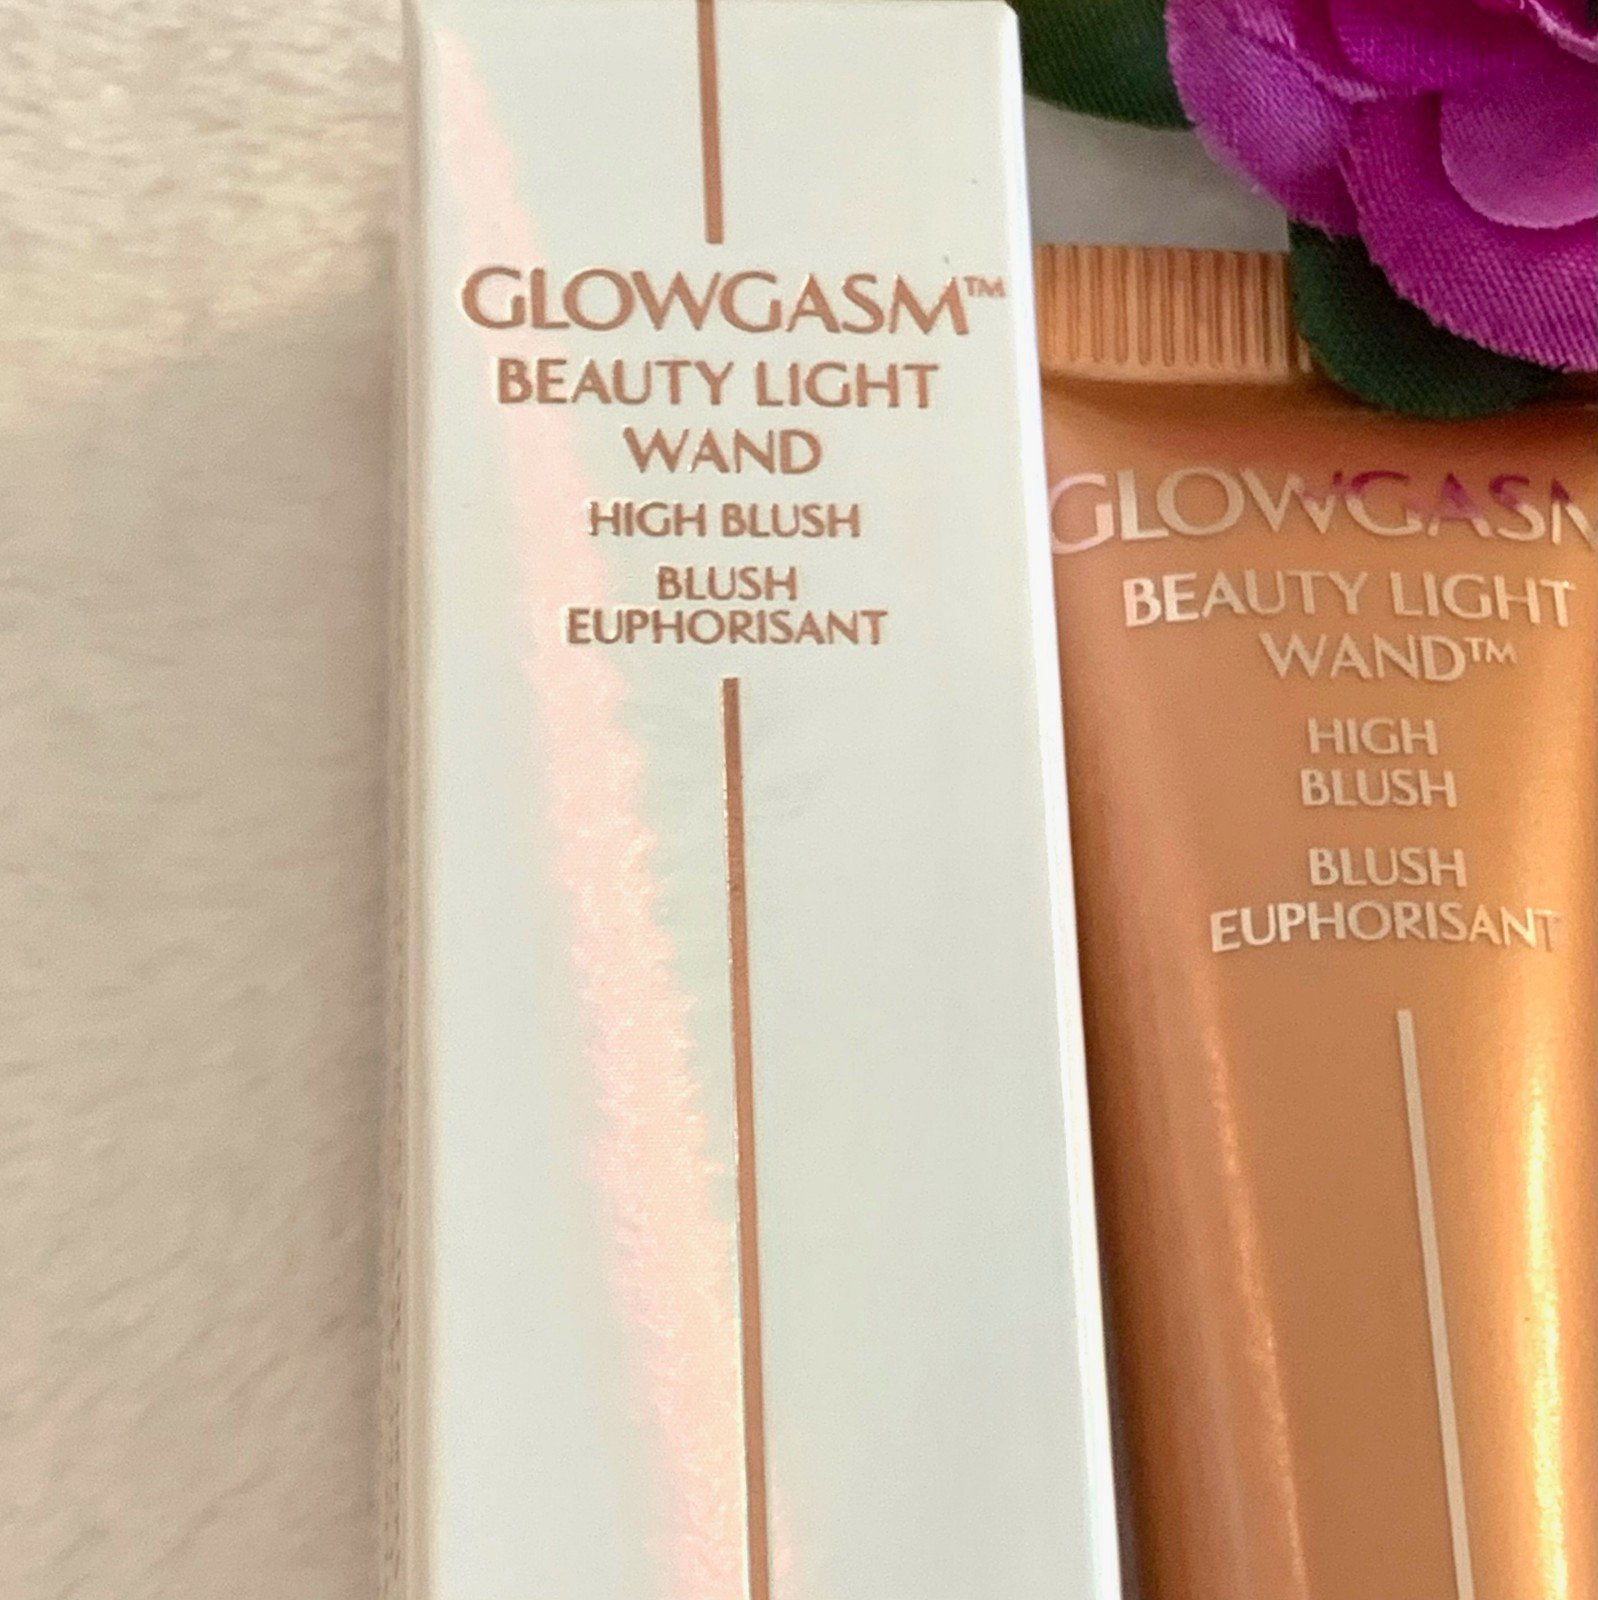 GLOWGASM™
BEAUTY LIGHT
WAND
HIGH BLUSH
BLUSH
EUPHORISANT
GLOWGASM
BEAUTY LIGHT
WAND™
HIGH
BLUSH
BLUSH
EUPHORISANT